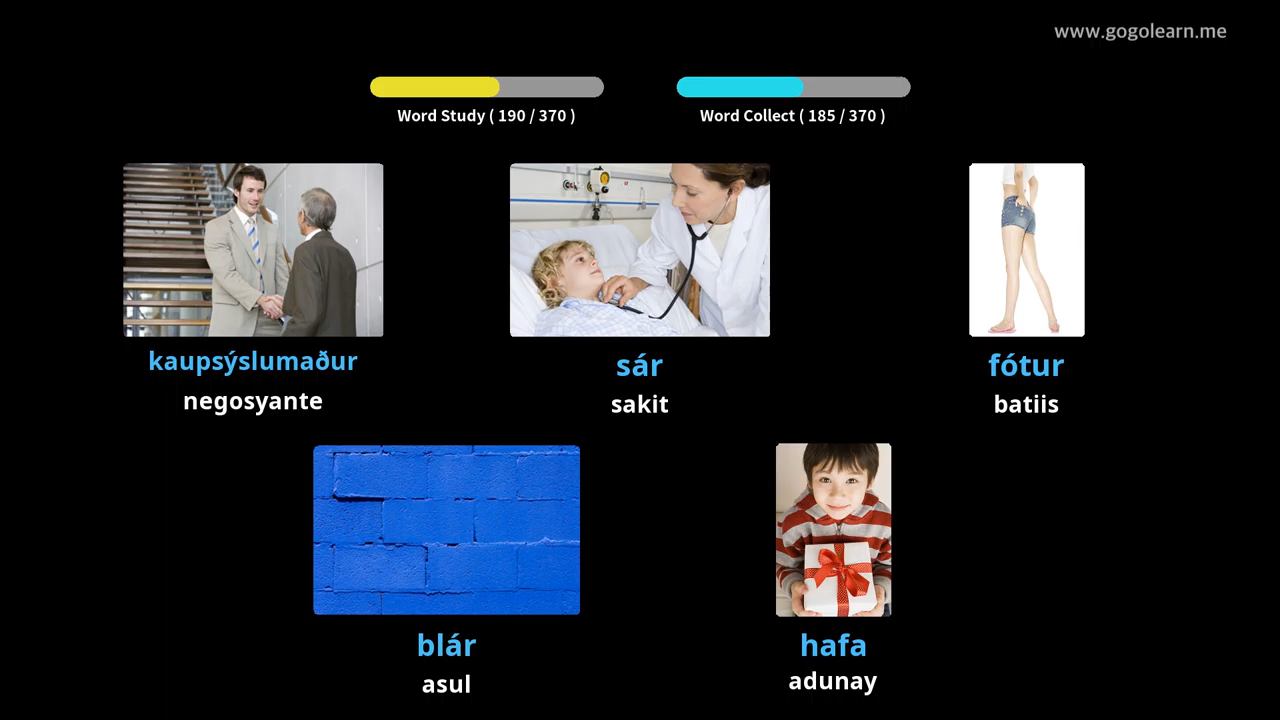 www.gogolearn.me
Word Study ( 190 / 370 )
Word Collect ( 185 / 370 )
kaupsýslumaður
negosyante
sár
sakit
fótur
batiis
blár
asul
hafa
adunay